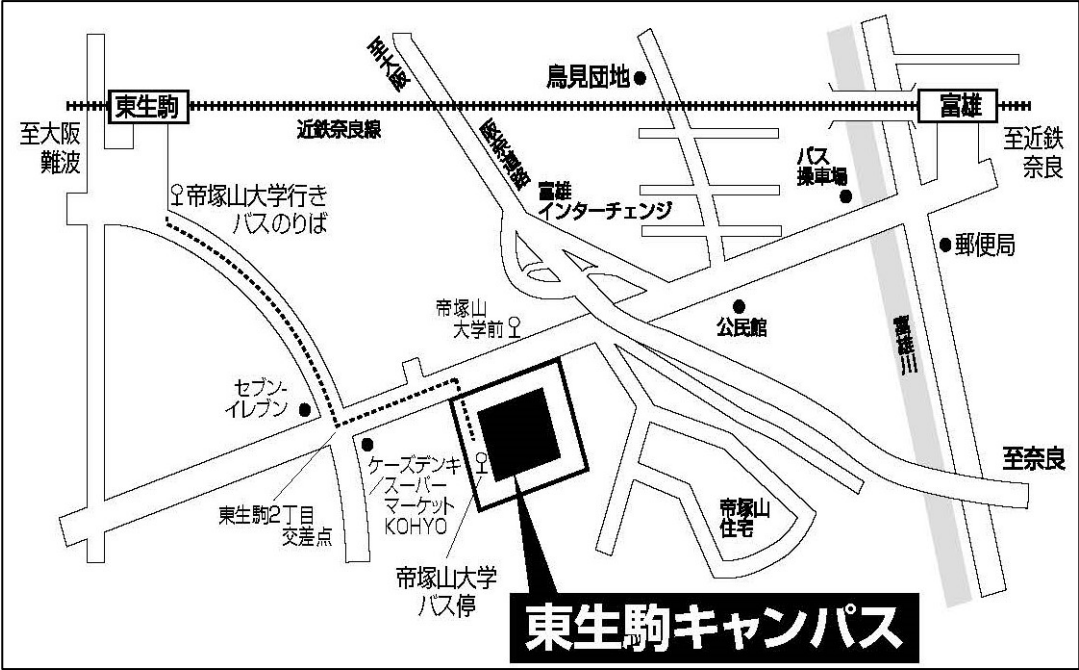 東生駒
至大阪
難波
近鉄奈良線
至大阪
阪奈道路
鳥見団地
富雄
至近鉄
奈良
バス
操車場
富雄
インターチェンジ
帝塚山大学行き
バスのりば
郵便局
帝塚山
大学前
公民館
富雄川
セブン-
イレブン
ケーズデンキ
スーパー
マーケット
KOHYO
東生駒2丁目
交差点
帝塚山
住宅
至奈良
帝塚山大学
バス停
東生駒キャンパス